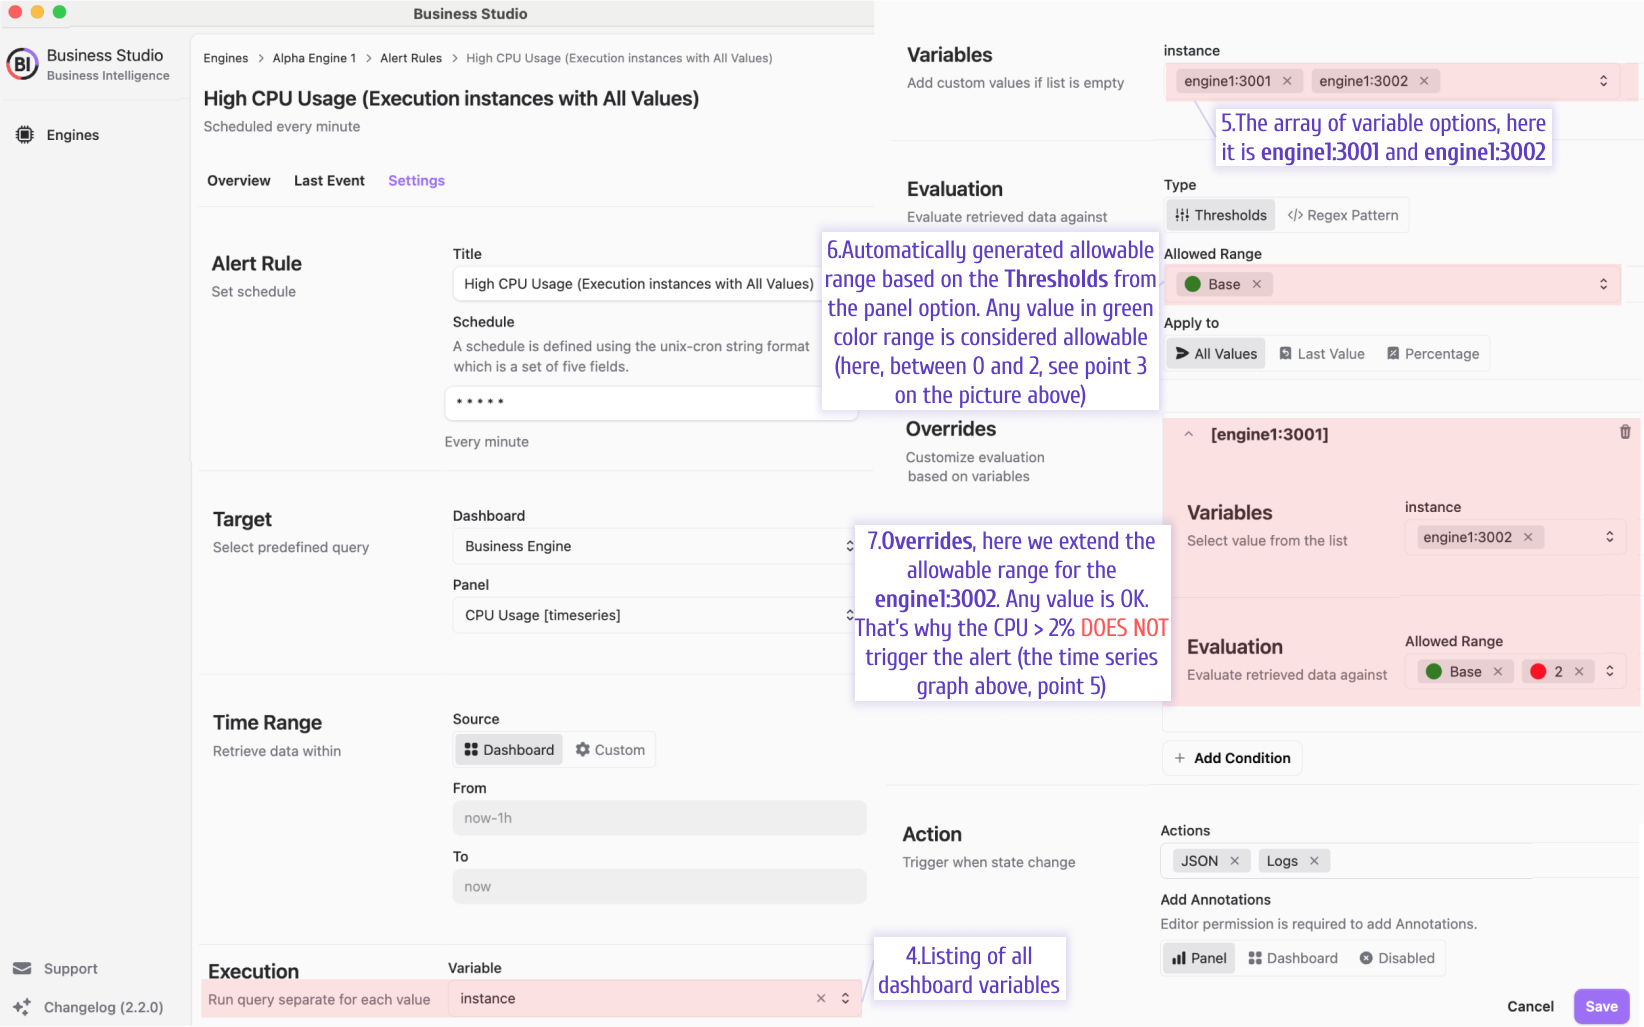 Business Studio
Business Studio
Business Intelligence
Engines
Support
Changelog (2.2.0)
Engines > Alpha Engine 1 > Alert Rules > High CPU Usage (Execution instances with All Values)
High CPU Usage (Execution instances with All Values)
Scheduled every minute
Overview Last Event Settings
Alert Rule
Set schedule
Title
High CPU Usage (Execution instances with All Values)
Schedule
A schedule is defined using the unix-cron string format
which is a set of five fields.
* * * * *
Every minute
Target
Select predefined query
Dashboard
Business Engine
Panel
CPU Usage [timeseries]
Time Range
Retrieve data within
Source
Dashboard Custom
From
now-1h
To
now
Execution
Run query separate for each value
Variable
instance
4.Listing of all
dashboard variables
Variables
Add custom values if list is empty
instance
engine1:3001 × engine1:3002 ×
5.The array of variable options, here
it is engine1:3001 and engine1:3002
Evaluation
Evaluate retrieved data against
Type
Thresholds </> Regex Pattern
Allowed Range
Base ×
6.Automatically generated allowable
range based on the Thresholds from
the panel option. Any value in green
color range is considered allowable
(here, between 0 and 2, see point 3
on the picture above)
Apply to
All Values Last Value Percentage
Overrides
Customize evaluation
based on variables
[engine1:3001]
Variables
Select value from the list
instance
engine1:3002 ×
7.Overrides, here we extend the
allowable range for the
engine1:3002. Any value is OK.
That's why the CPU > 2% DOES NOT
trigger the alert (the time series
graph above, point 5)
Evaluation
Evaluate retrieved data against
Allowed Range
Base × 2 ×
+ Add Condition
Action
Trigger when state change
Actions
JSON × Logs ×
Add Annotations
Editor permission is required to add Annotations.
Panel Dashboard Disabled
Cancel Save